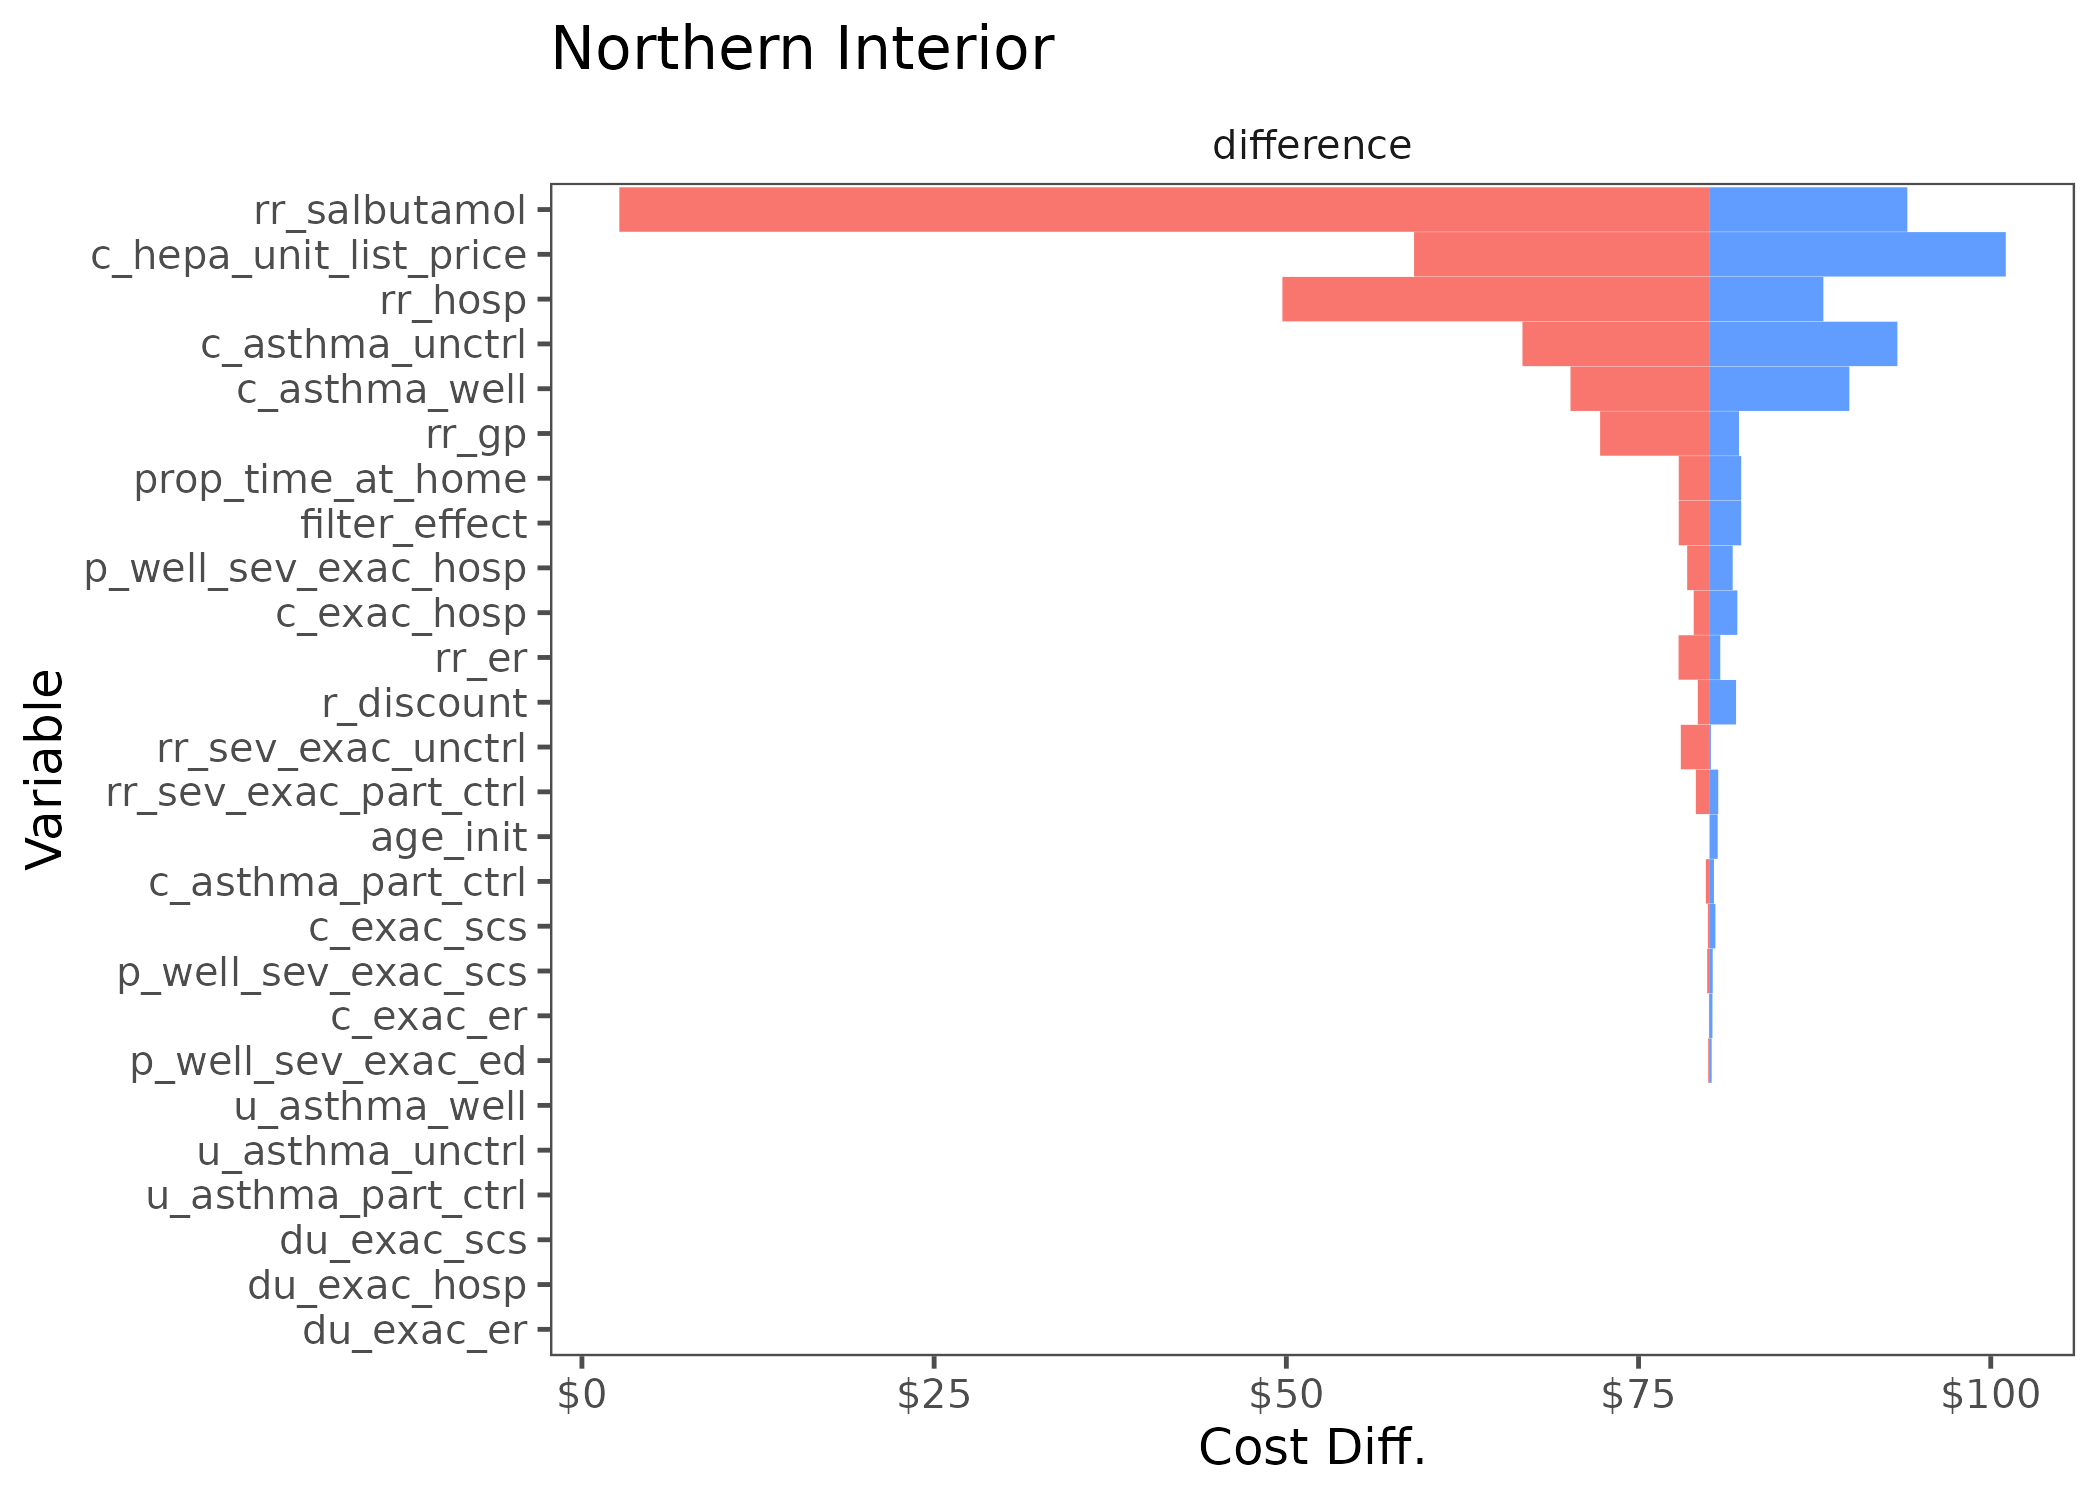 Northern Interior
difference
rr_salbutamol
c_hepa_unit_list_price
rr_hosp
c_asthma_unctrl
c_asthma_well
rr_gp
prop_time_at_home
filter_effect
p_well_sev_exac_hosp
c_exac_hosp
rr_er
r_discount
rr_sev_exac_unctrl
rr_sev_exac_part_ctrl
age_init
c_asthma_part_ctrl
c_exac_scs
p_well_sev_exac_scs
c_exac_er
p_well_sev_exac_ed
u_asthma_well
u_asthma_unctrl
u_asthma_part_ctrl
du_exac_scs
du_exac_hosp
du_exac_er
Variable
$0 $25 $50 $75 $100
Cost Diff.